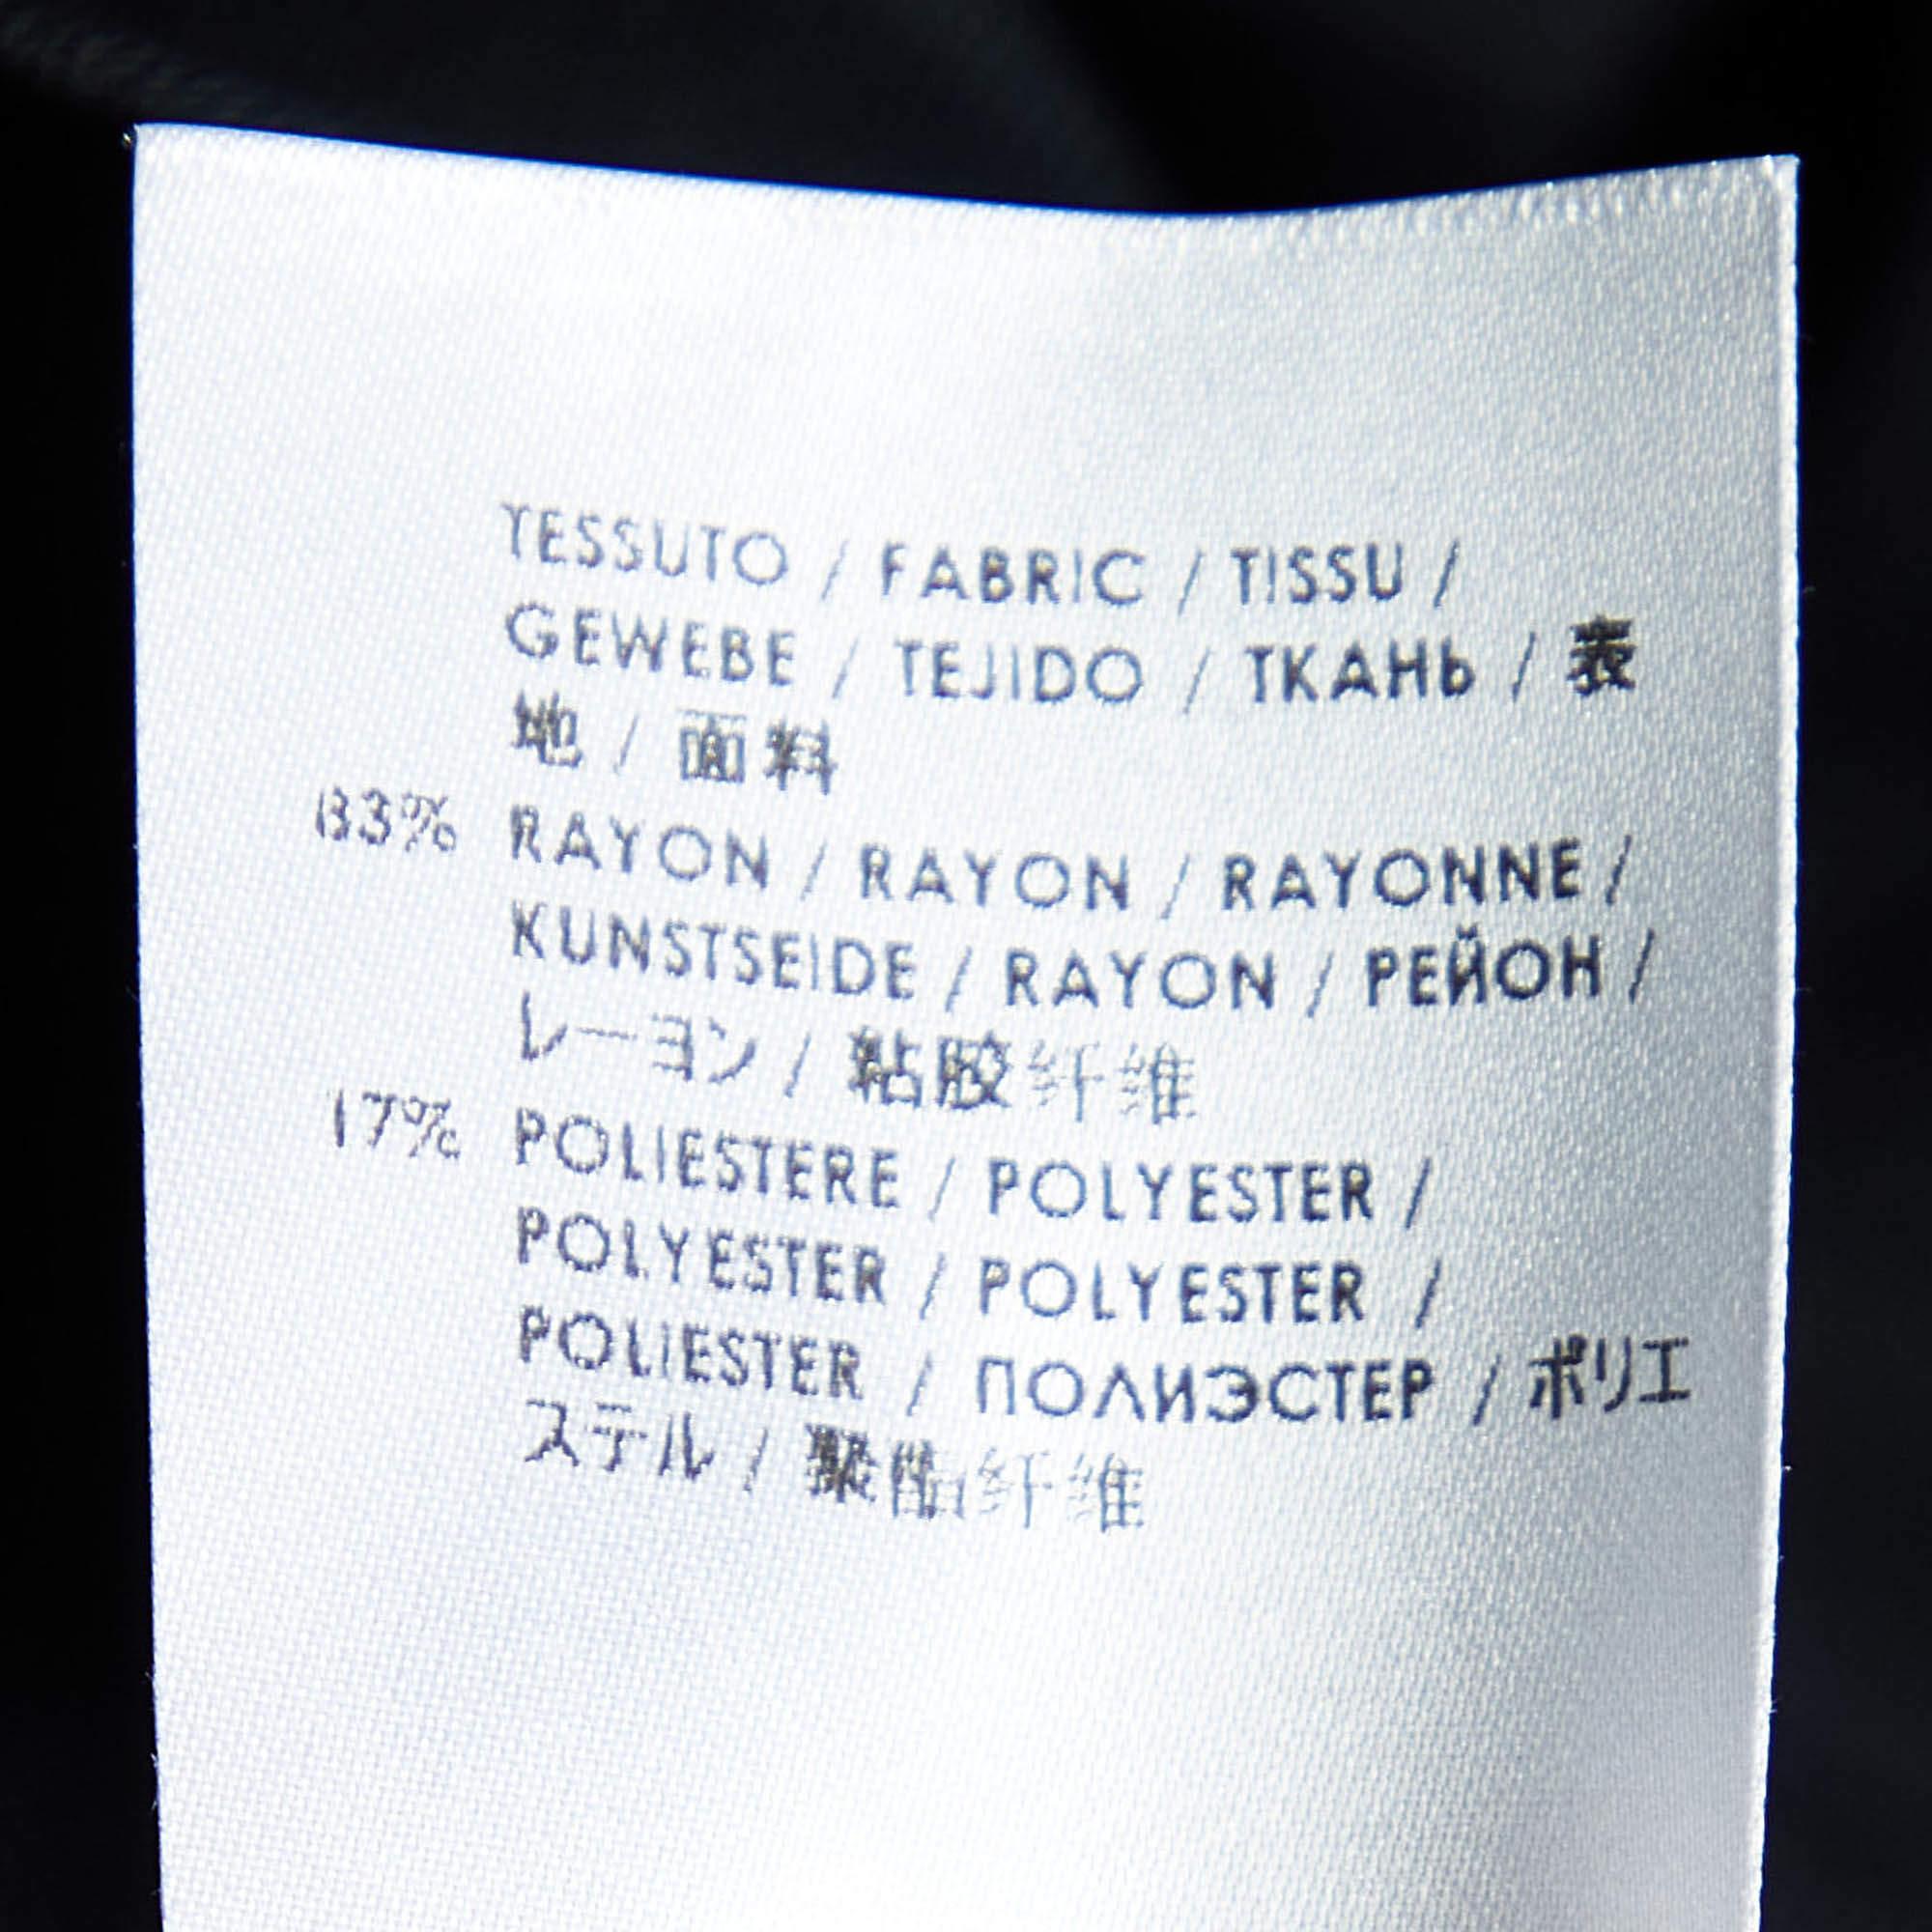 TESSUTO / FABRIC / TISSU /
GEWEBE / TEJIDO / ТКАНЬ / 表
地 / 面料
83% RAYON / RAYON / RAYONNE /
KUNSTSEIDE / RAYON / РЕЙОН /
レーヨン / 粘胶纤维
17% POLIESTERE / POLYESTER /
POLYESTER / POLYESTER /
POLIESTER / ПОЛИЭСТЕР / ポリエ
ステル / 聚酯纤维